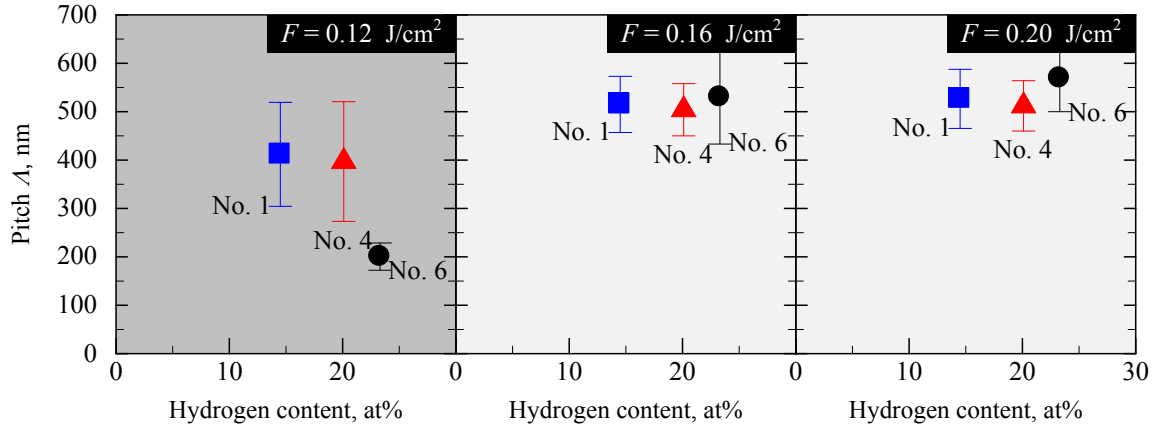 700
600
500
400
300
200
100
0
Pitch Λ, nm
F = 0.12 J/cm²
No. 1
No. 4
No. 6
0
10
20
Hydrogen content, at%
F = 0.16 J/cm²
No. 1
No. 4
No. 6
0
10
20
Hydrogen content, at%
F = 0.20 J/cm²
No. 1
No. 4
No. 6
0
10
20
30
Hydrogen content, at%